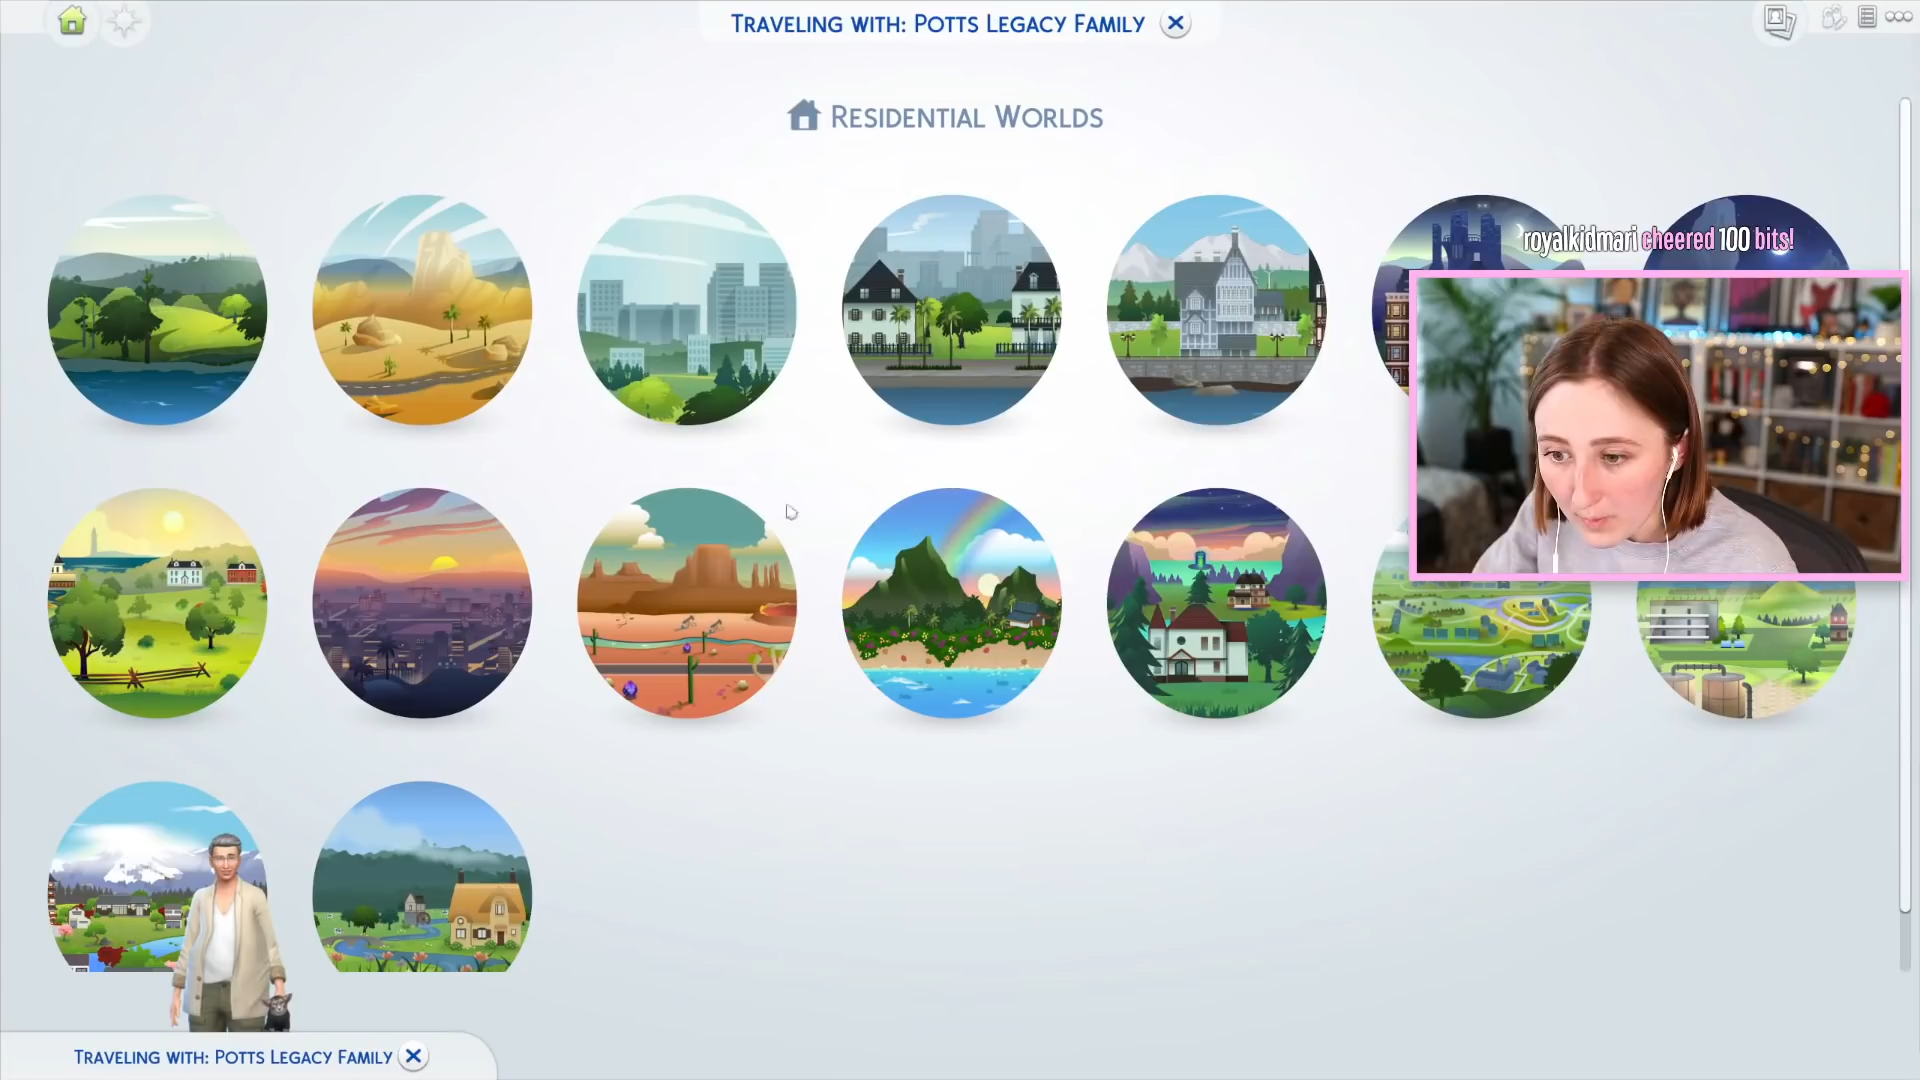 TRAVELING WITH: POTTS LEGACY FAMILY
RESIDENTIAL WORLDS
royalkidmari cheered 100 bits!
TRAVELING WITH: POTTS LEGACY FAMILY